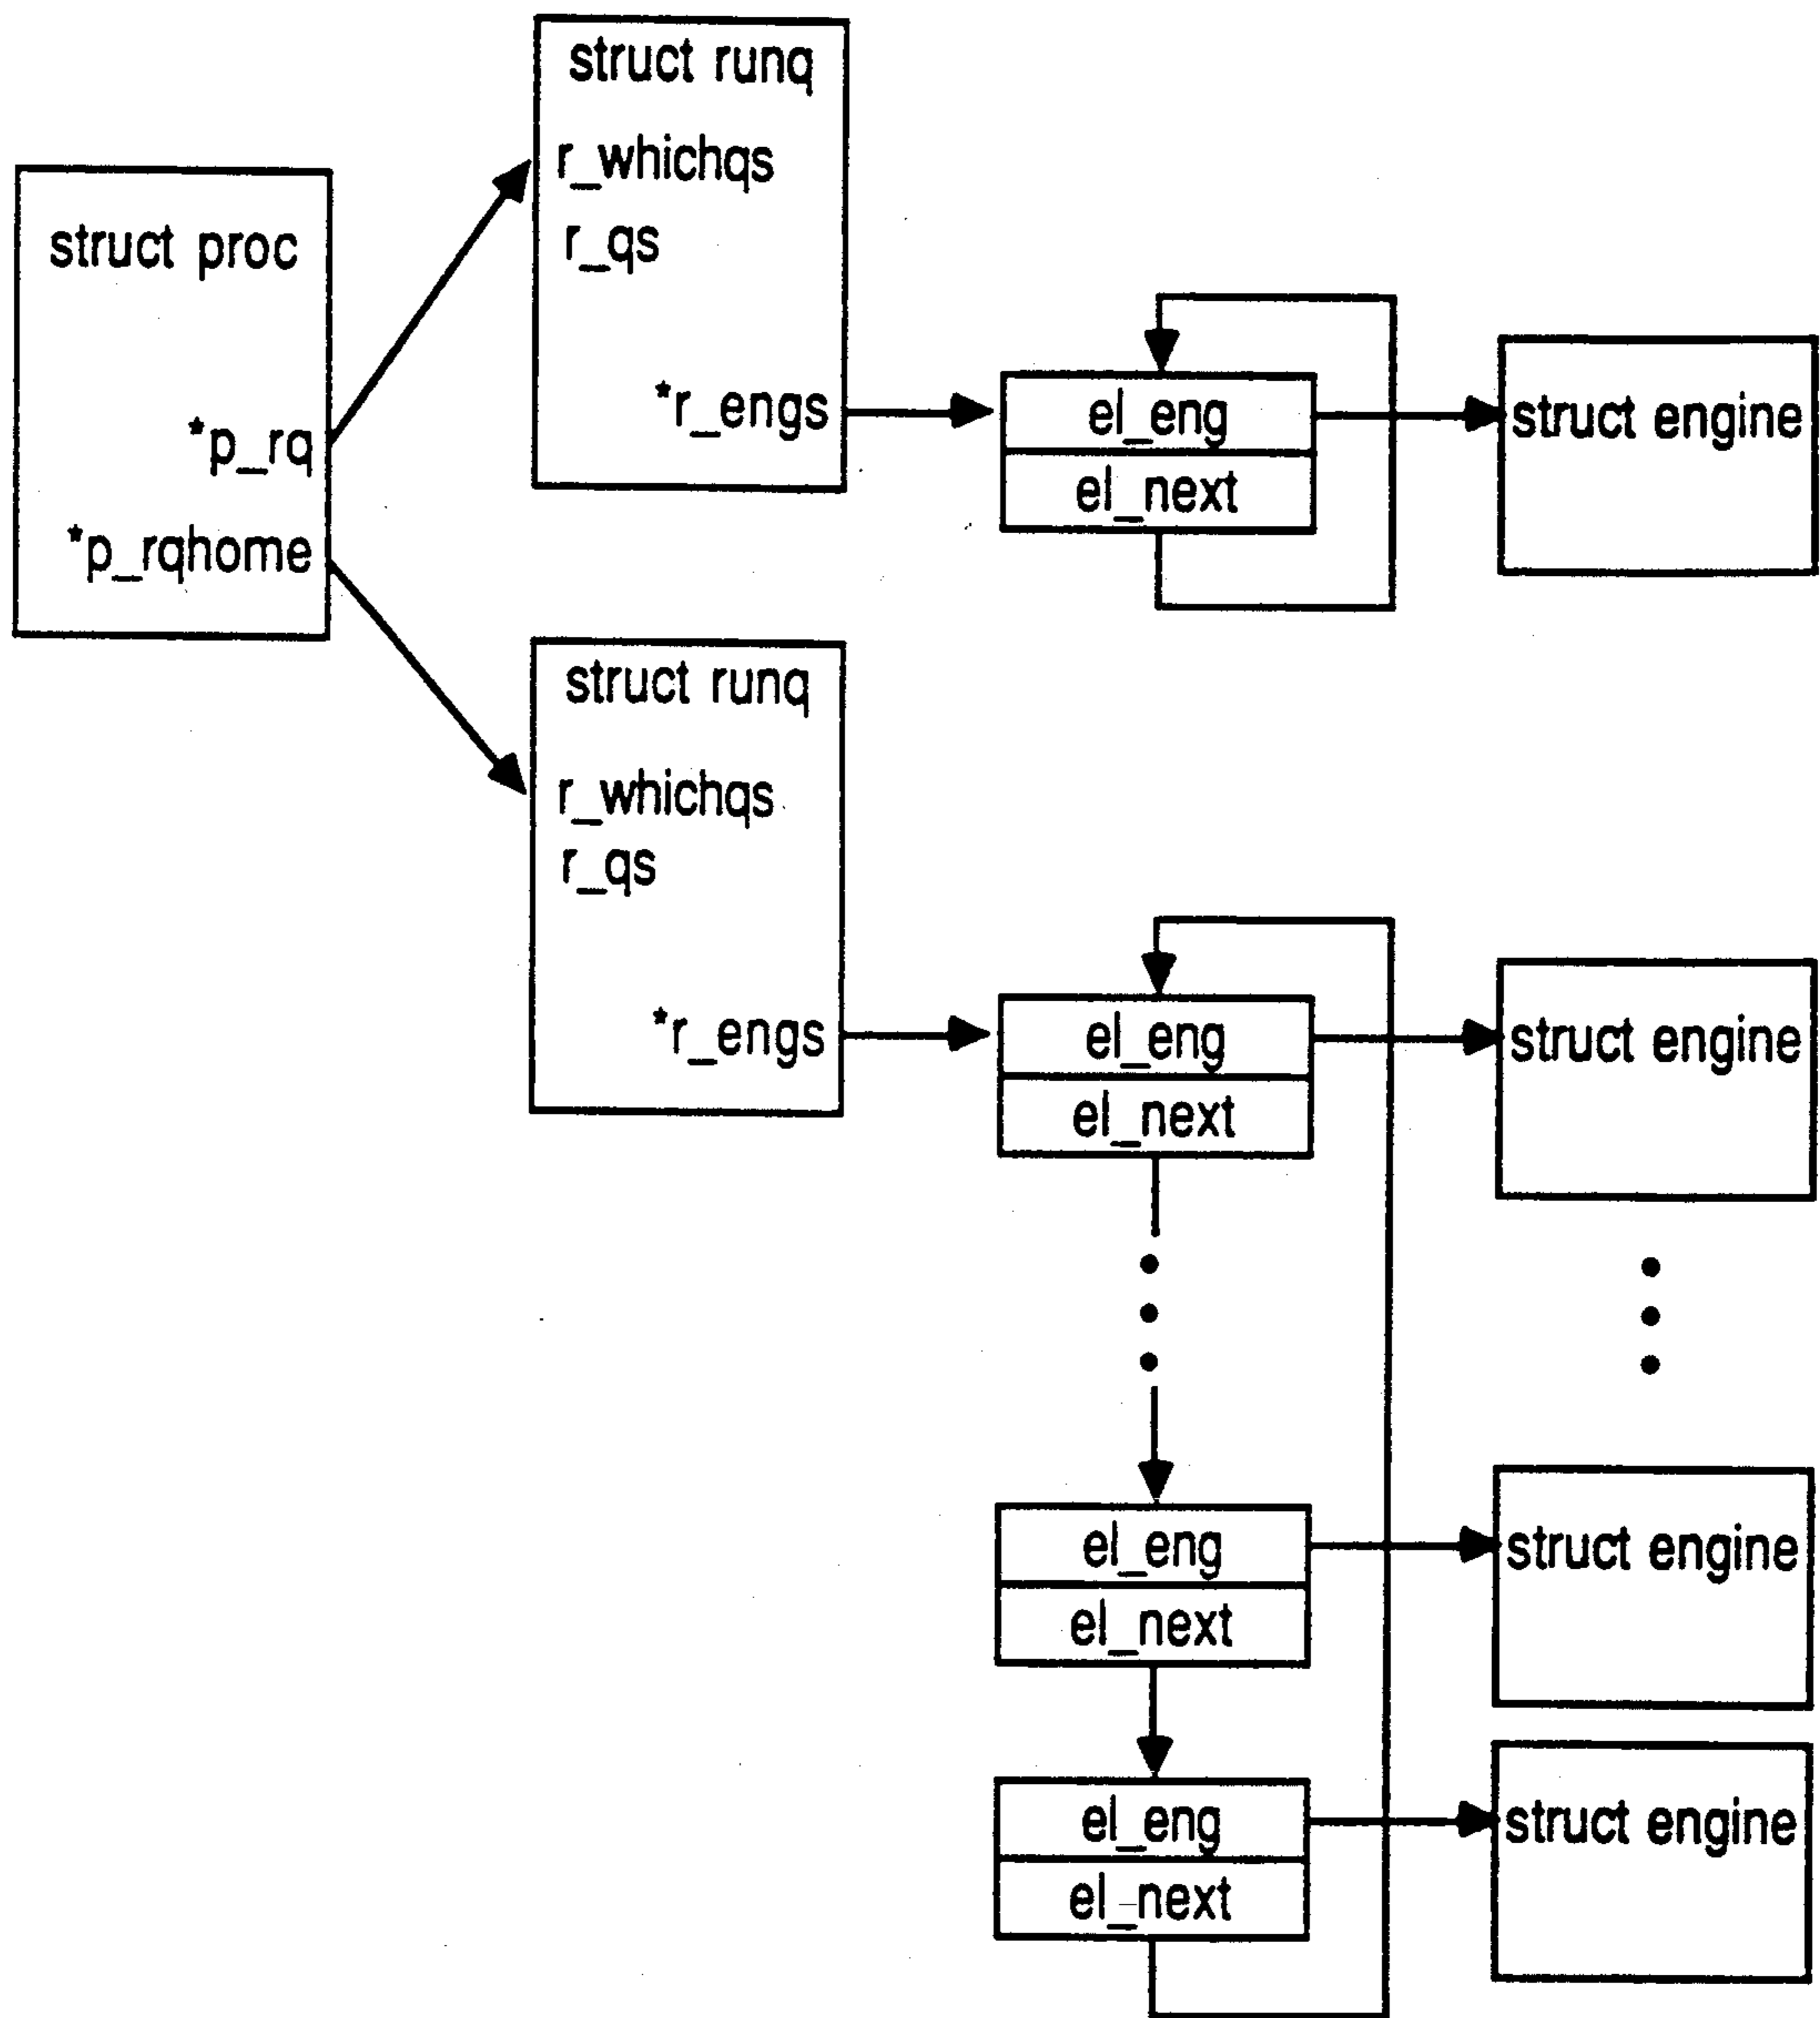 struct proc
*p_rq
*p_rqhome
struct runq
r_whichqs
r_qs
*r_engs
el_eng
el_next
struct engine
struct runq
r_whichqs
r_qs
*r_engs
el_eng
el_next
struct engine
el_eng
el_next
struct engine
el_eng
el_next
struct engine